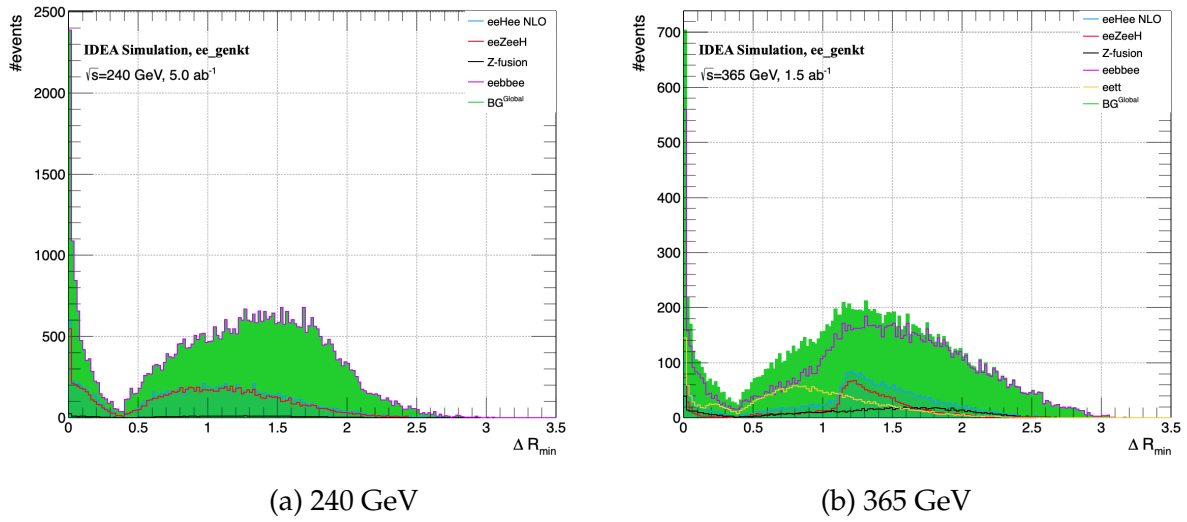 #events
2500
2000
1500
1000
500
0
IDEA Simulation, ee_genkt
√s=240 GeV, 5.0 ab⁻¹
eeHee NLO
eeZeeH
Z-fusion
eebbee
BG^Global
0 0.5 1 1.5 2 2.5 3 3.5
Δ R_min
(a) 240 GeV
#events
700
600
500
400
300
200
100
0
IDEA Simulation, ee_genkt
√s=365 GeV, 1.5 ab⁻¹
eeHee NLO
eeZeeH
Z-fusion
eebbee
eett
BG^Global
0 0.5 1 1.5 2 2.5 3 3.5
Δ R_min
(b) 365 GeV